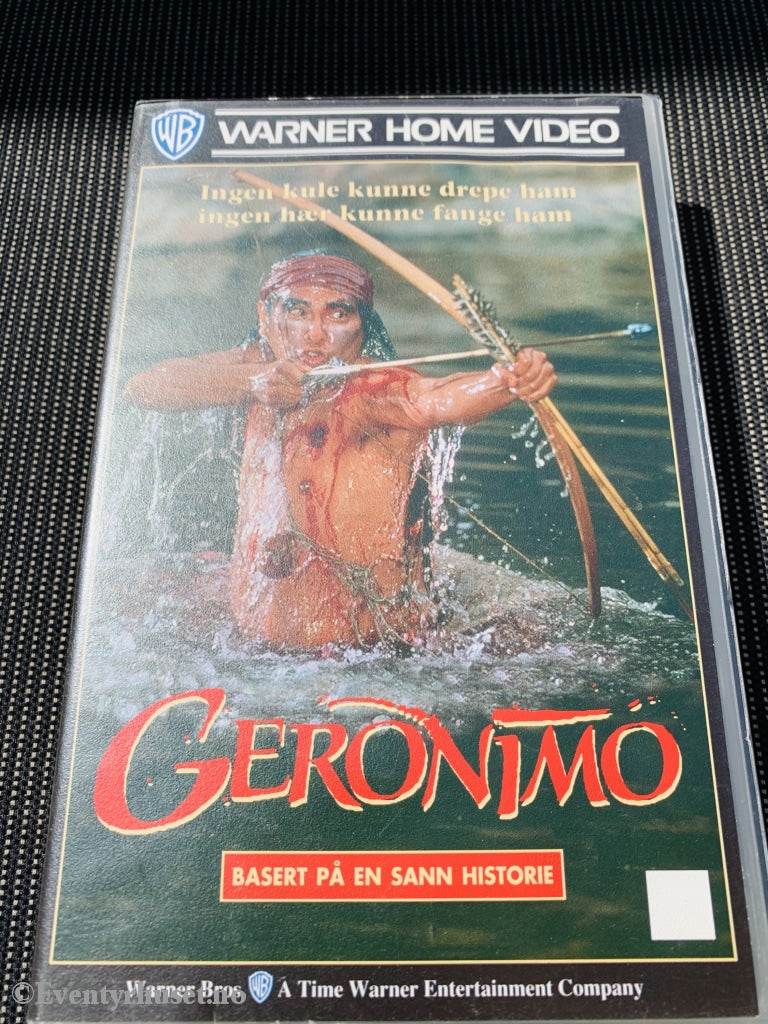 WB WARNER HOME VIDEO
Ingen kule kunne drepe ham
ingen hær kunne fange ham
GERONIMO
BASERT PÅ EN SANN HISTORIE
Warner Bros. WB A Time Warner Entertainment Company
©Eventyrhuset.no